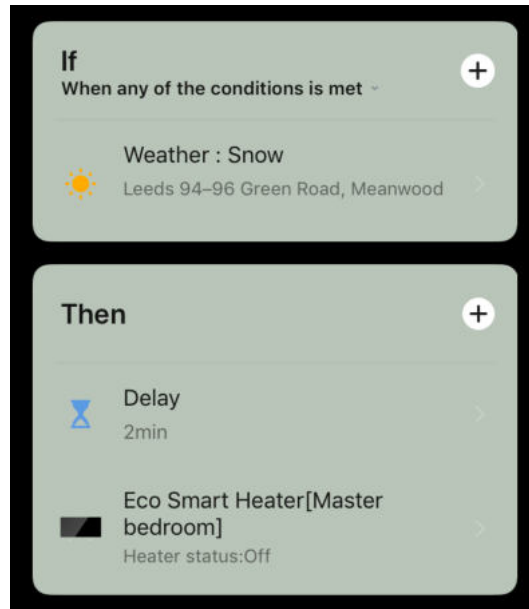 If
When any of the conditions is met
Weather : Snow
Leeds 94–96 Green Road, Meanwood
Then
Delay
2min
Eco Smart Heater[Master
bedroom]
Heater status:Off